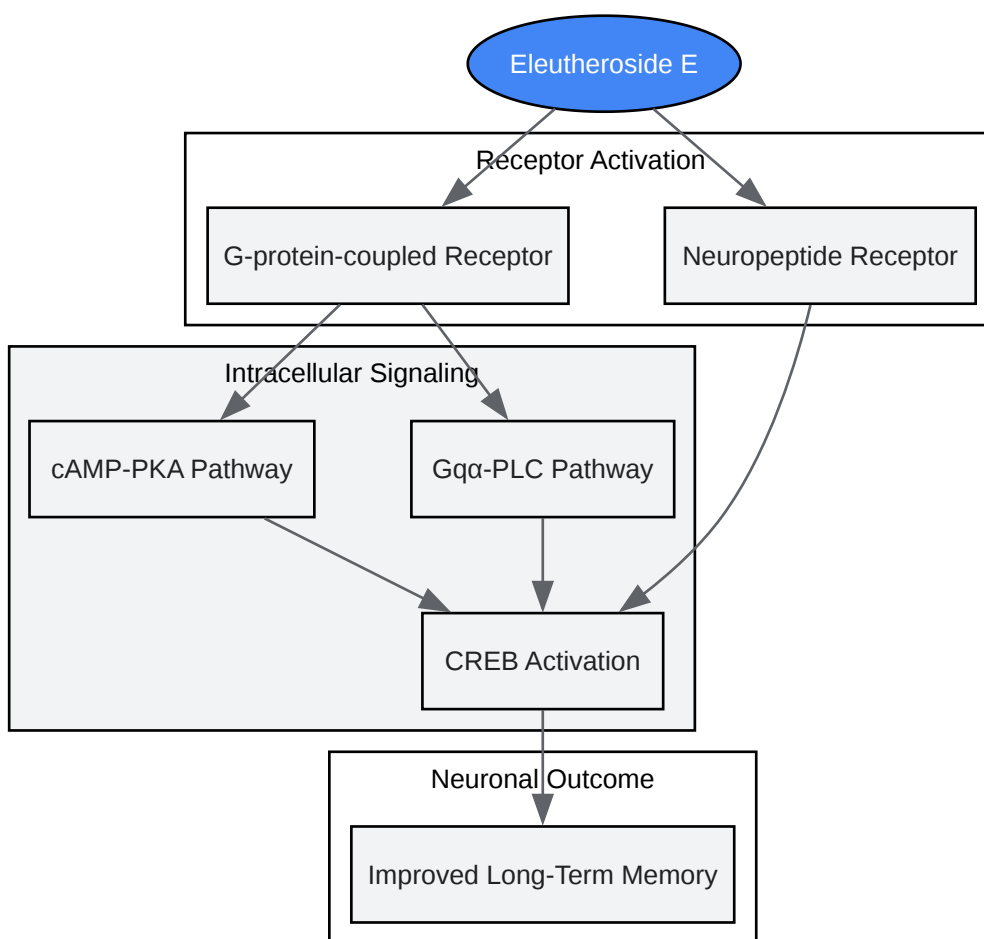 Eleutheroside E
Receptor Activation
G-protein-coupled Receptor
Neuropeptide Receptor
Intracellular Signaling
cAMP-PKA Pathway
Gqα-PLC Pathway
CREB Activation
Neuronal Outcome
Improved Long-Term Memory